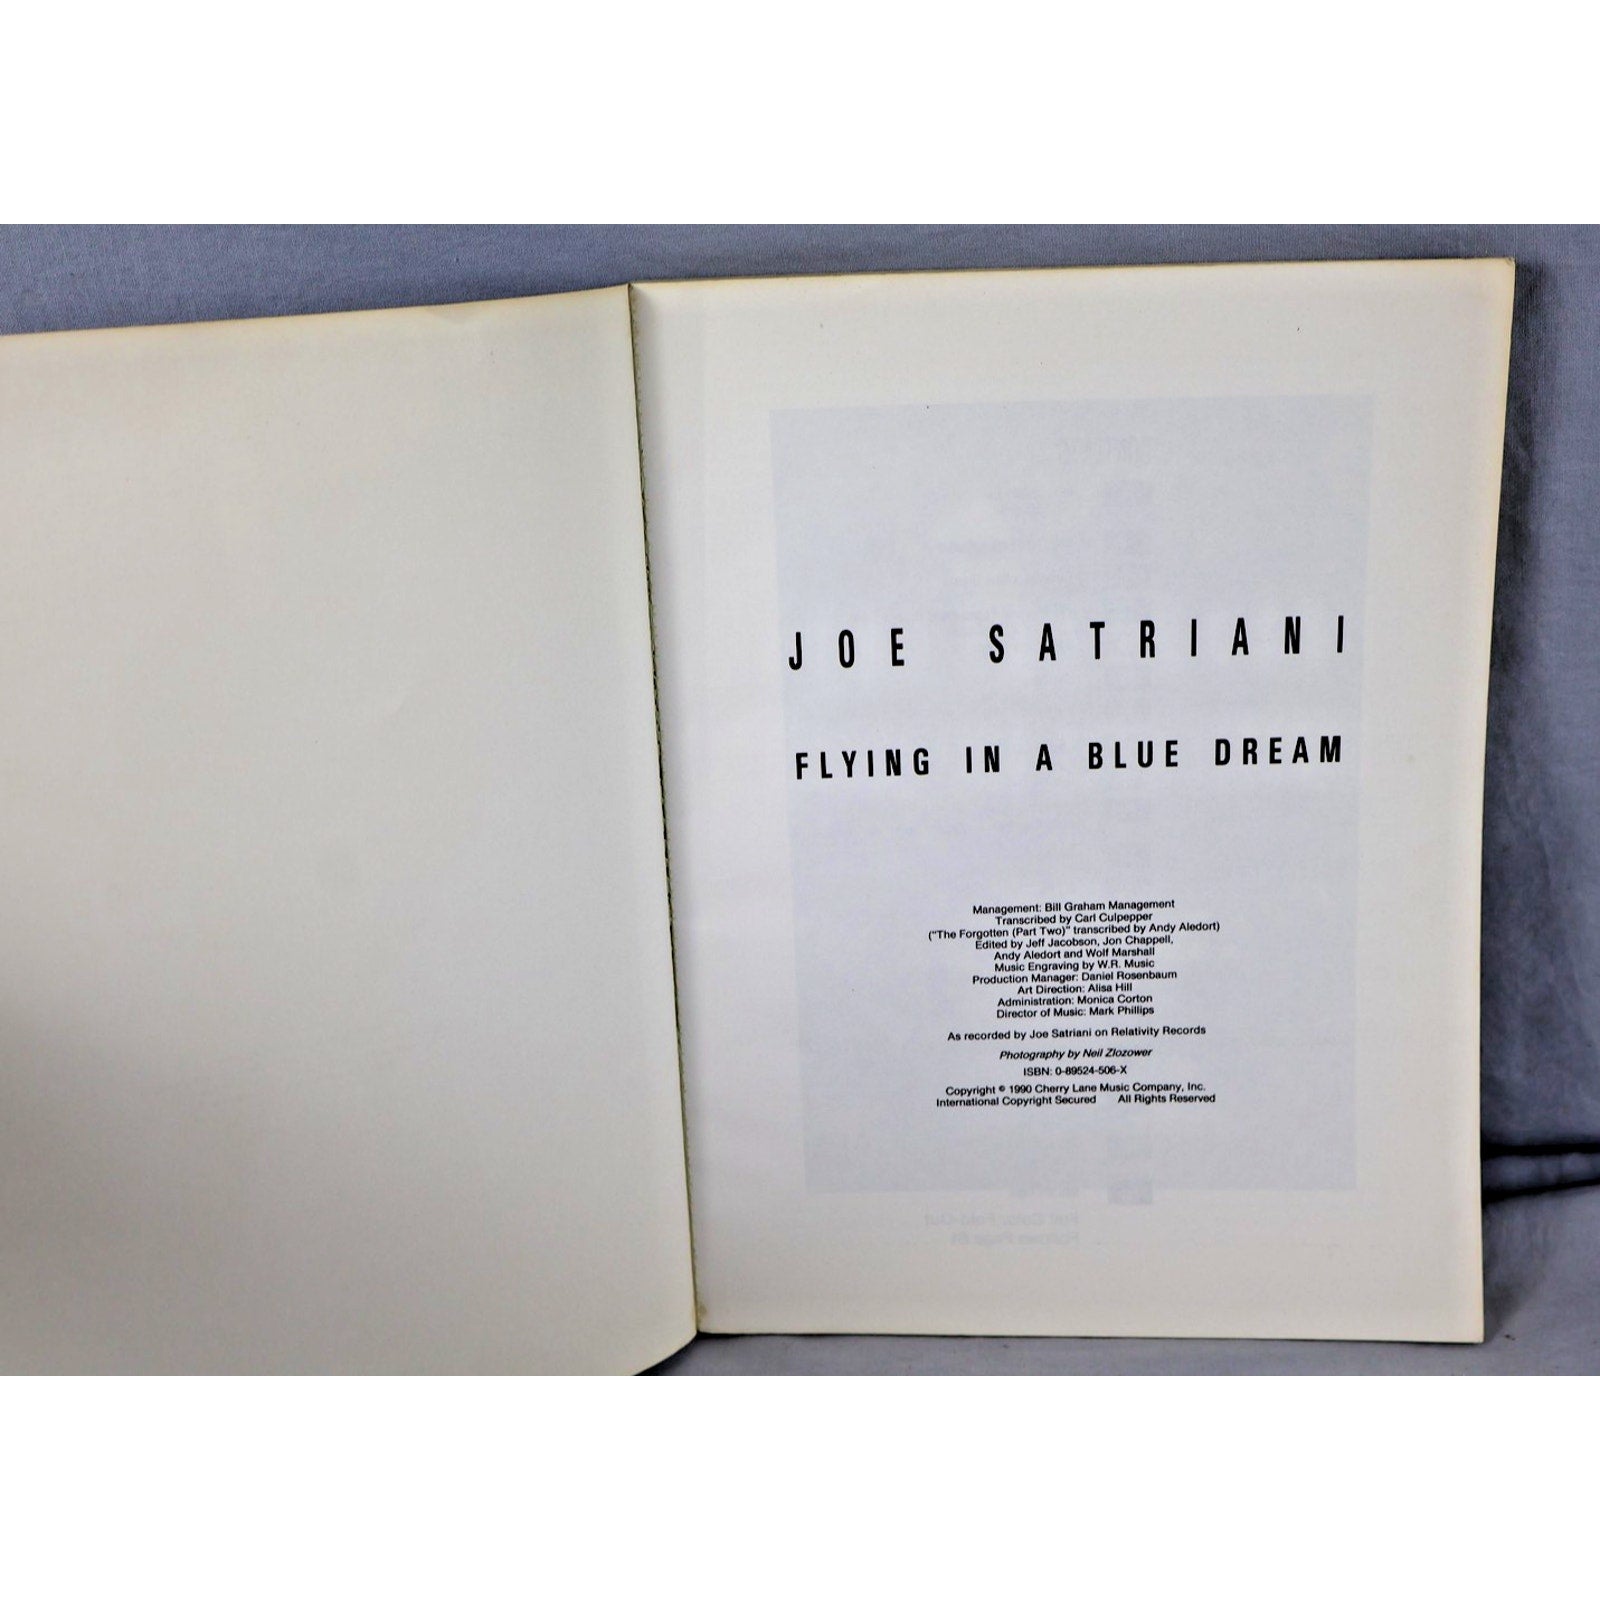 JOE SATRIANI
FLYING IN A BLUE DREAM
Management: Bill Graham Management
Transcribed by Carl Culpepper
("The Forgotten (Part Two)" transcribed by Andy Aledort)
Edited by Jeff Jacobson, Jon Chappell,
Andy Aledort and Wolf Marshall
Music Engraving by W.R. Music
Production Manager: Daniel Rosenbaum
Art Direction: Alisa Hill
Administration: Monica Corton
Director of Music: Mark Phillips
As recorded by Joe Satriani on Relativity Records
Photography by Neil Zlozower
ISBN: 0-89524-506-X
Copyright © 1990 Cherry Lane Music Company, Inc.
International Copyright Secured All Rights Reserved